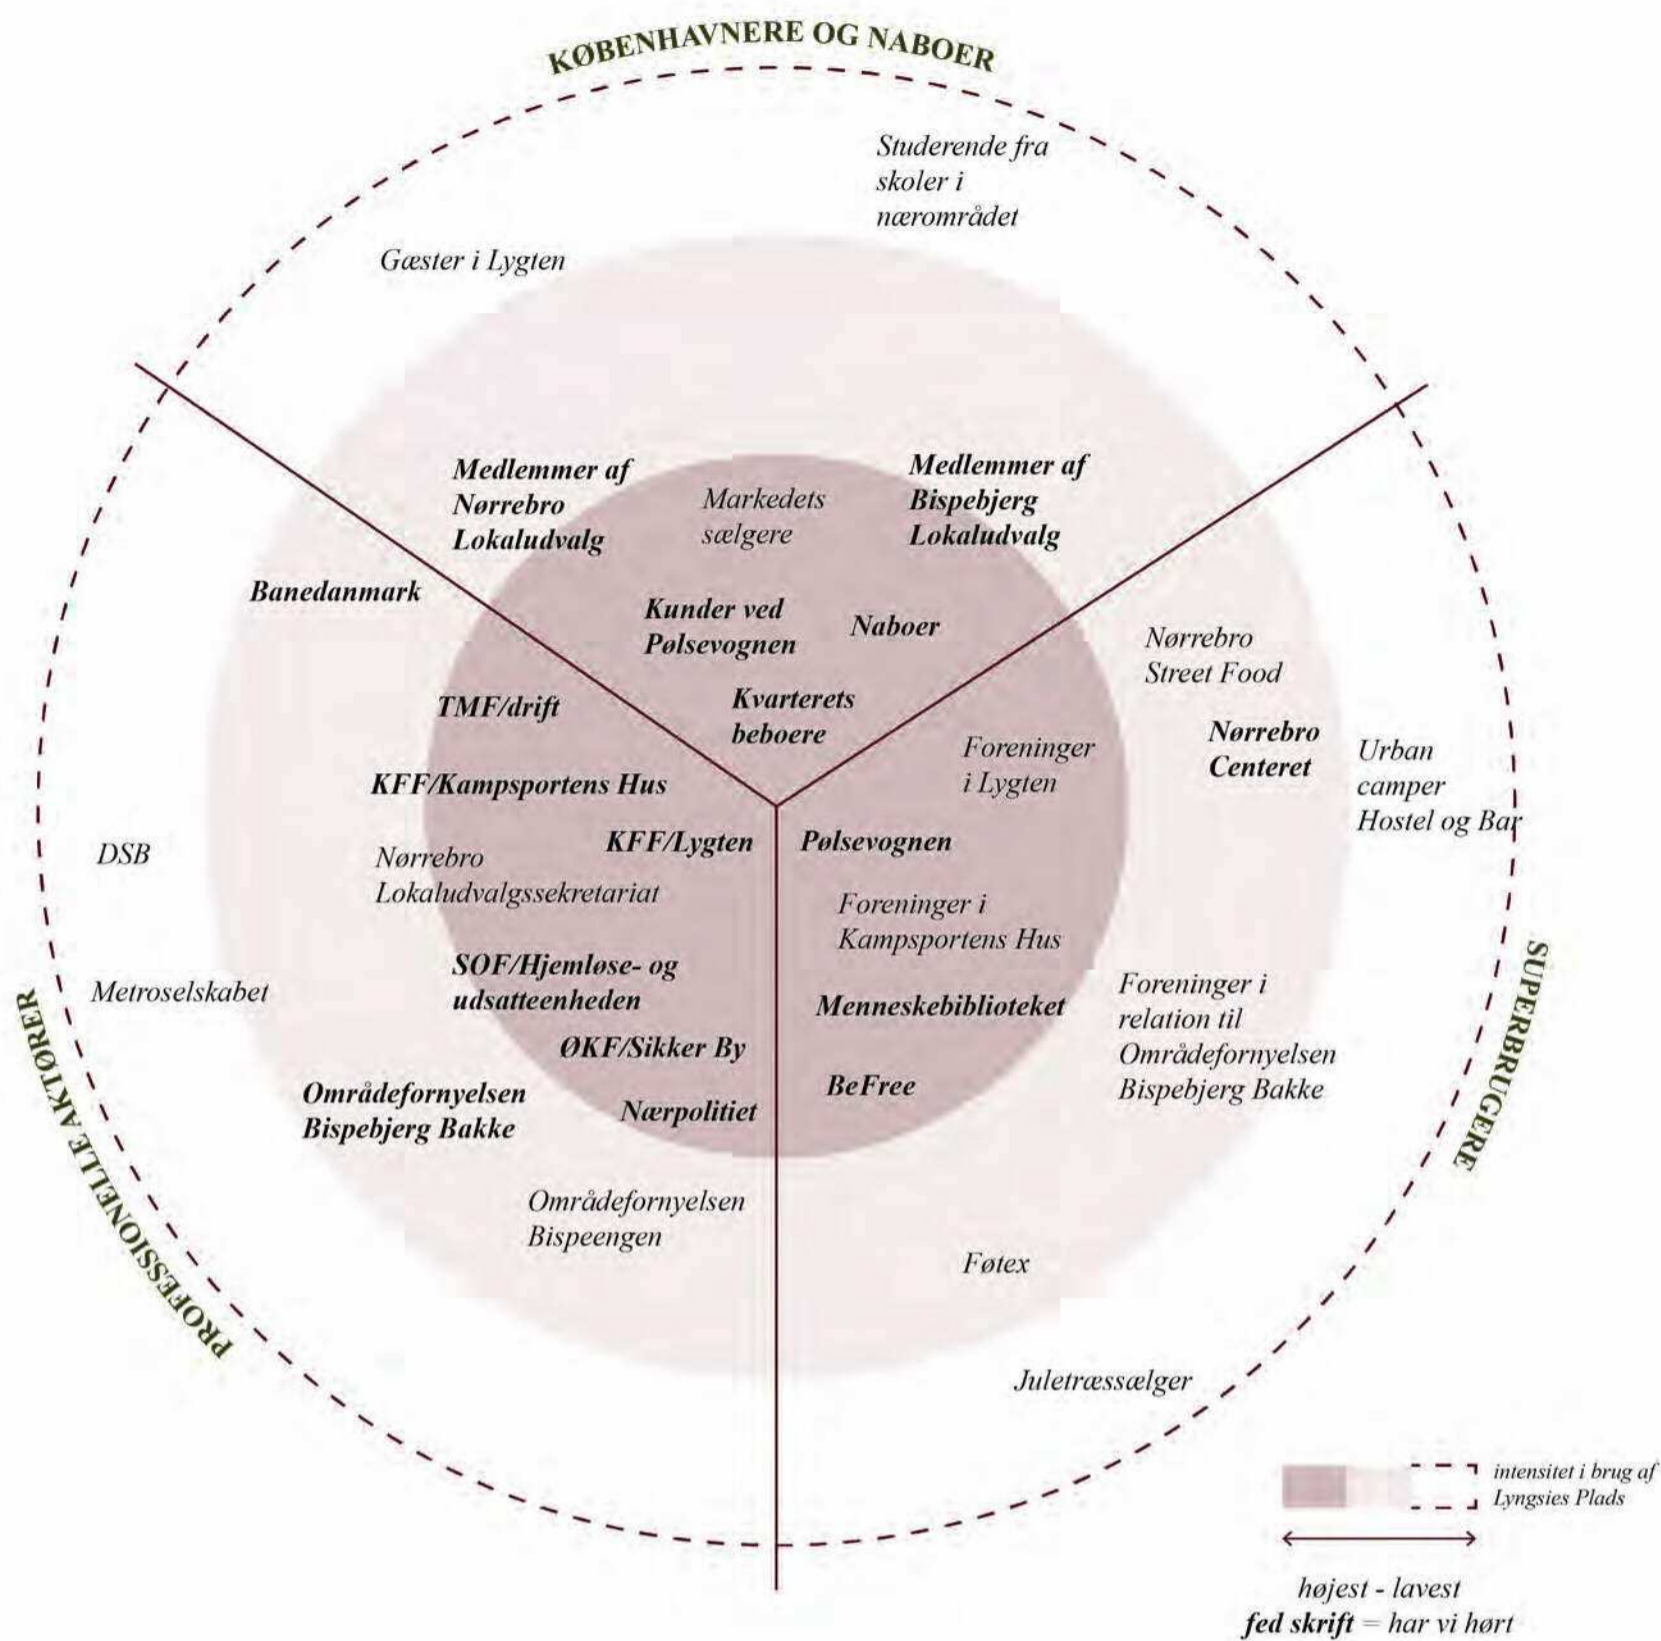 KØBENHAVNERE OG NABOER
Studerende fra
skoler i
nærområdet
Gæster i Lygten
Medlemmer af
Nørrebro
Lokaludvalg
Markedets
sælgere
Medlemmer af
Bispebjerg
Lokaludvalg
Kunder ved
Pølsevognen
Naboer
Kvarterets
beboere
Banedanmark
TMF/drift
KFF/Kampsportens Hus
KFF/Lygten
DSB
Nørrebro
Lokaludvalgssekretariat
Metroselskabet
SOF/Hjemløse- og
udsatteenheden
ØKF/Sikker By
Områdefornyelsen
Bispebjerg Bakke
Nærpolitiet
Områdefornyelsen
Bispeengen
PROFESSIONELLE AKTØRER
Nørrebro
Street Food
Nørrebro
Centeret
Urban
camper
Hostel og Bar
Foreninger
i Lygten
Pølsevognen
Foreninger i
Kampsportens Hus
Menneskebiblioteket
Foreninger i
relation til
Områdefornyelsen
Bispebjerg Bakke
BeFree
Føtex
Juletræssælger
SUPERBRUGERE
intensitet i brug af
Lyngsies Plads
højest - lavest
fed skrift = har vi hørt